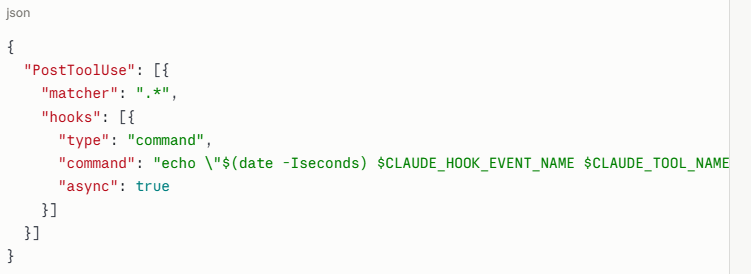 json
{
  "PostToolUse": [{
    "matcher": ".*",
    "hooks": [{
      "type": "command",
      "command": "echo \"$(date -Iseconds) $CLAUDE_HOOK_EVENT_NAME $CLAUDE_TOOL_NAME
      "async": true
    }]
  }]
}